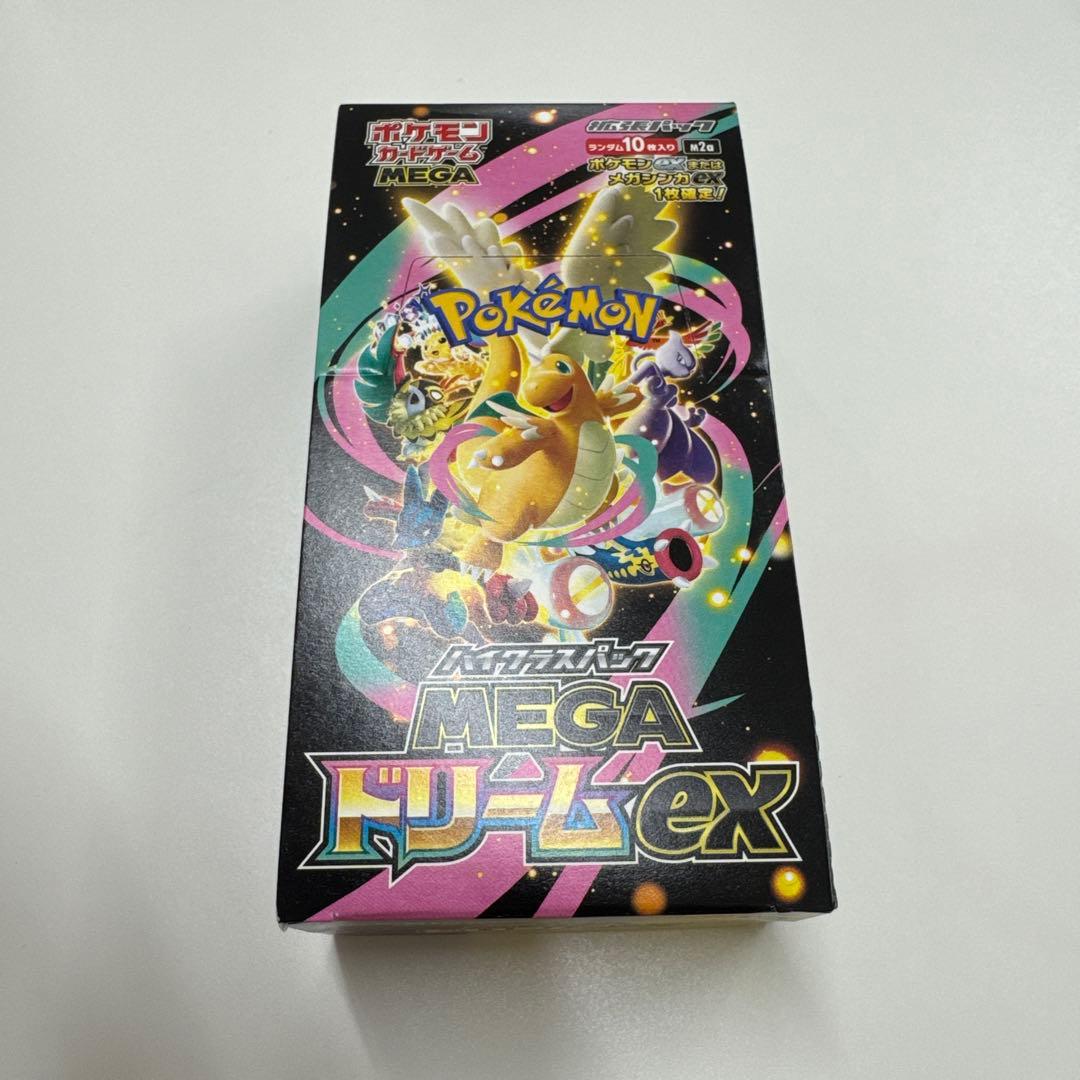 ポケモン
カードゲーム
MEGA
拡張パック
ランダム10枚入り M2a
ポケモンexまたは
メガシンカex
1枚確定!
POKÉMON
ハイクラスパック
MEGA
ドリームex